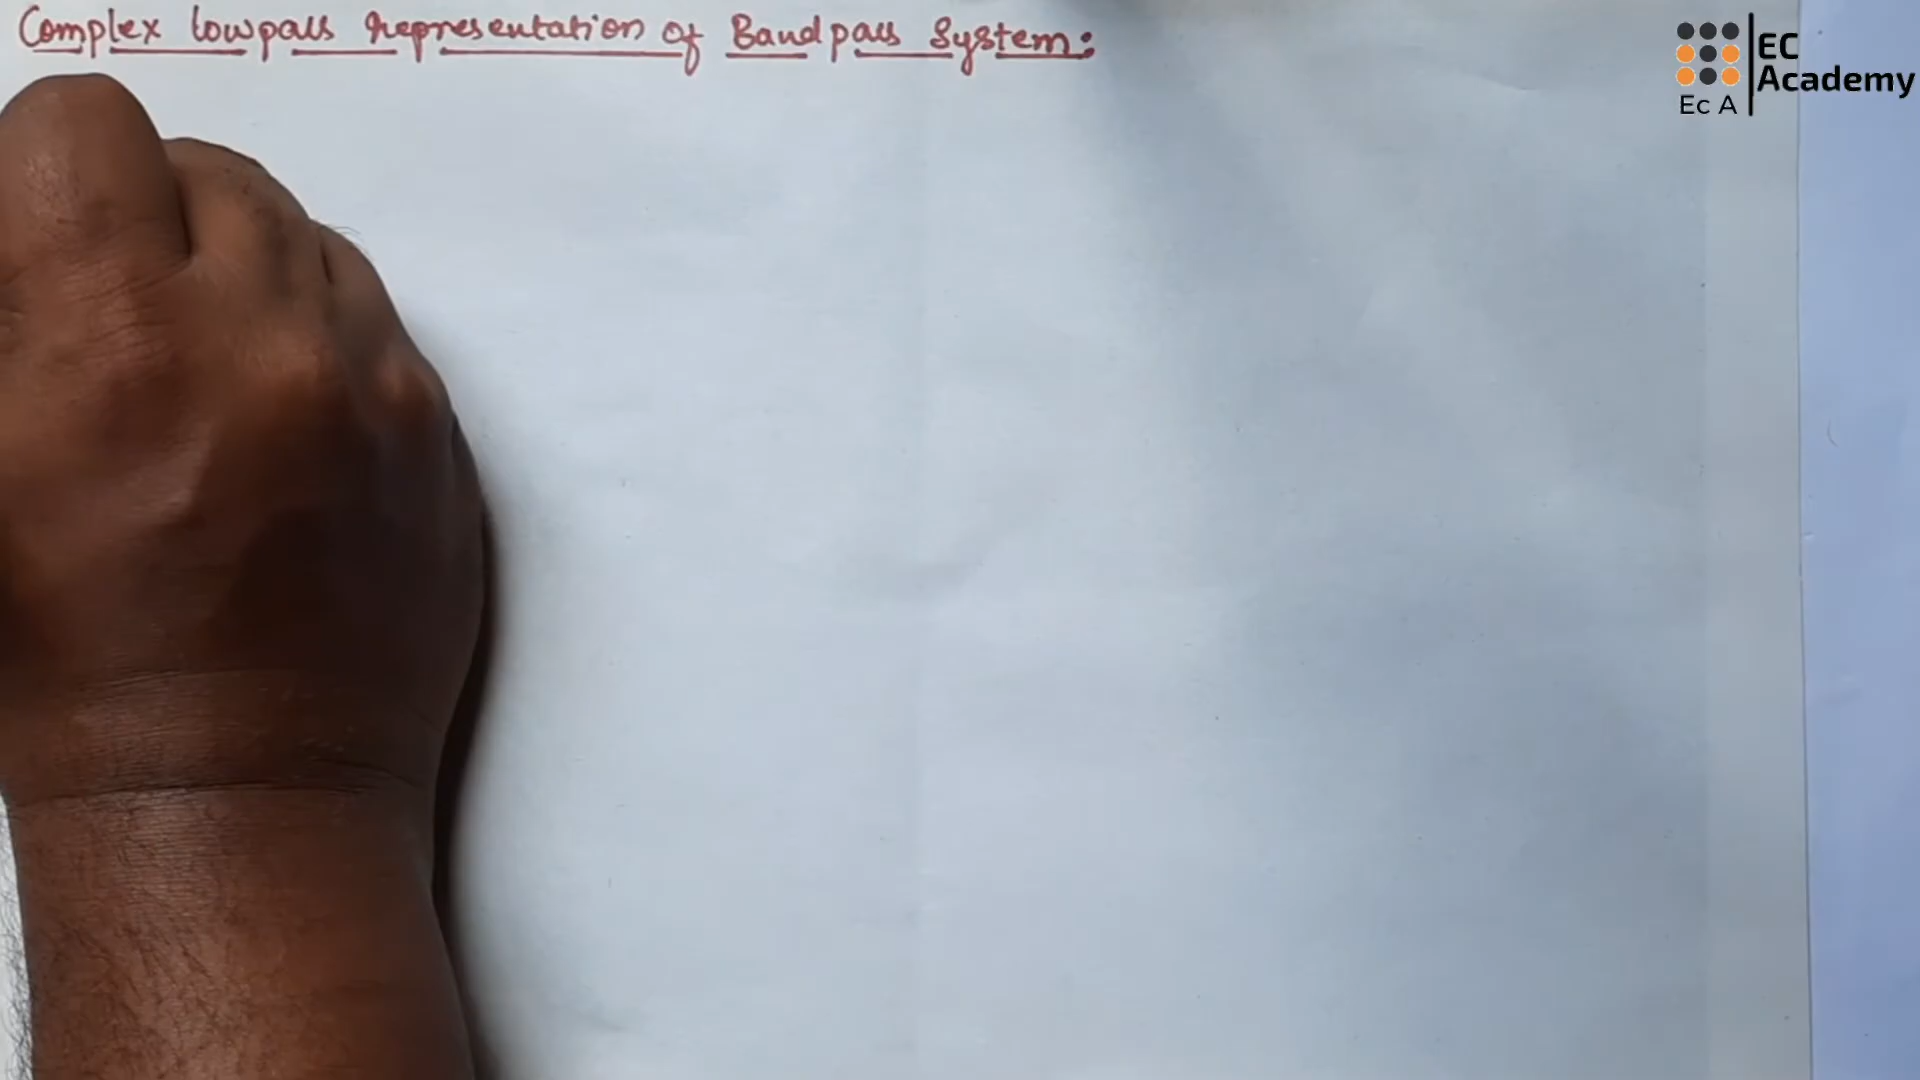 Complex lowpass representation of Bandpass System:
EC
Academy
Ec A